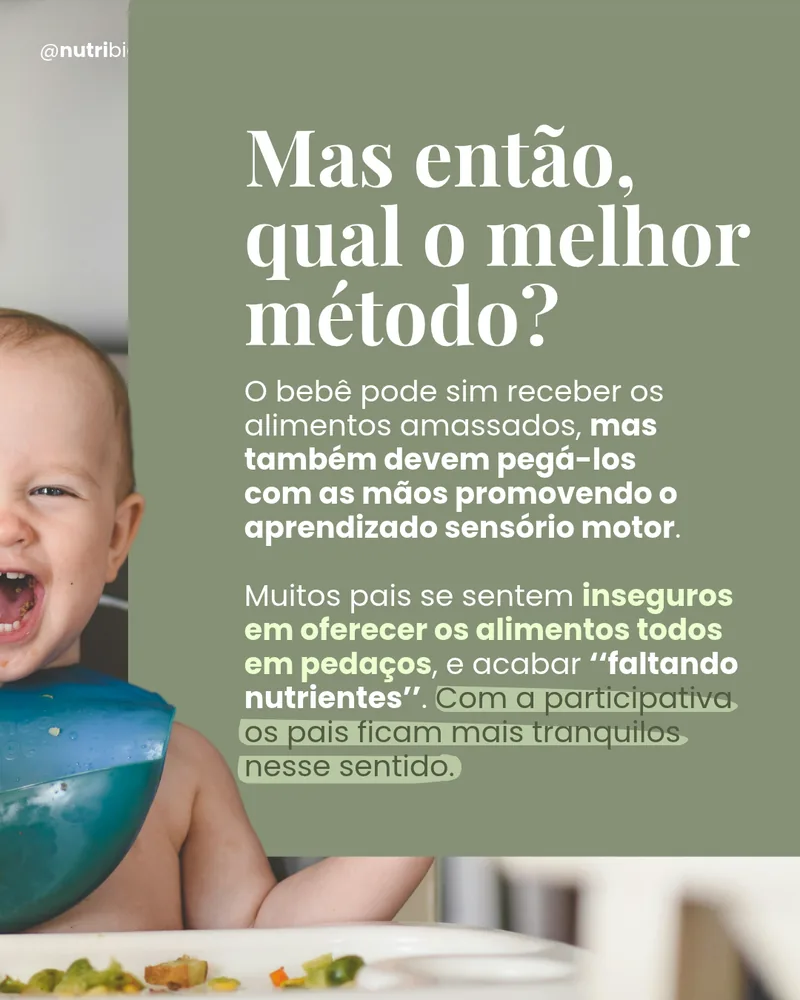 Mas então,
qual o melhor
método?
O bebê pode sim receber os
alimentos amassados, mas
também devem pegá-los
com as mãos promovendo o
aprendizado sensório motor.
Muitos pais se sentem inseguros
em oferecer os alimentos todos
em pedaços, e acabar ‘‘faltando
nutrientes’’. Com a participativa
os pais ficam mais tranquilos
nesse sentido.